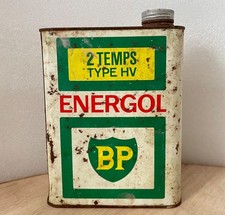 2 TEMPS
TYPE HV
ENERGOL
BP